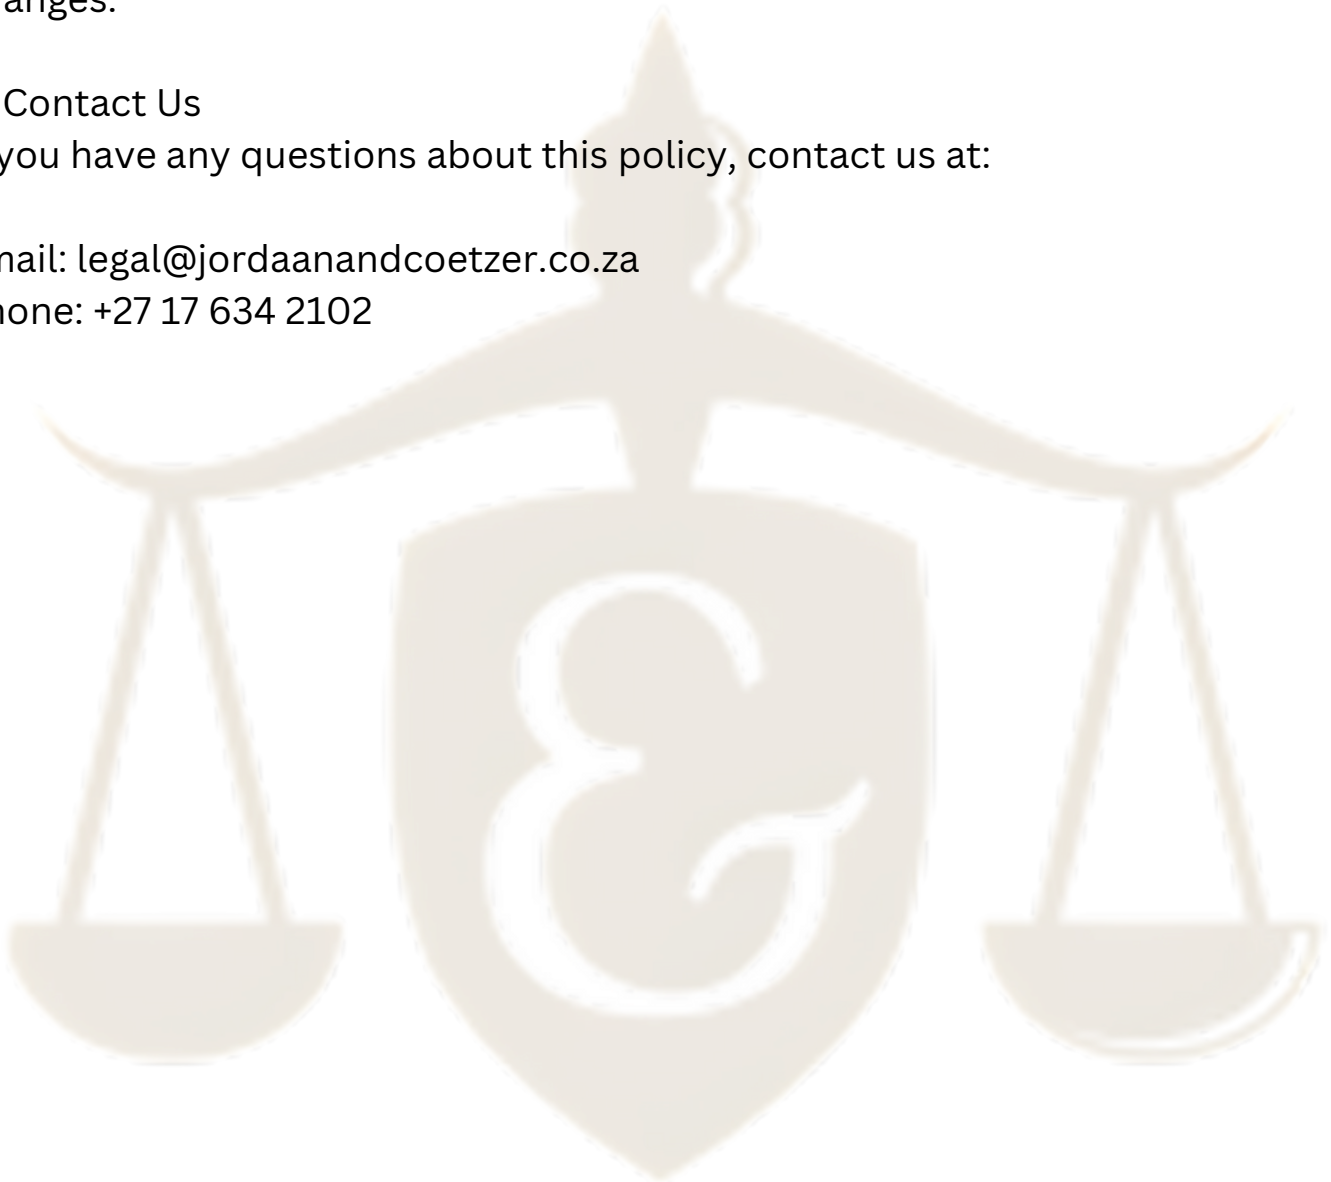 anges.
Contact Us
you have any questions about this policy, contact us at:
mail: legal@jordaanandcoetzer.co.za
hone: +27 17 634 2102
&